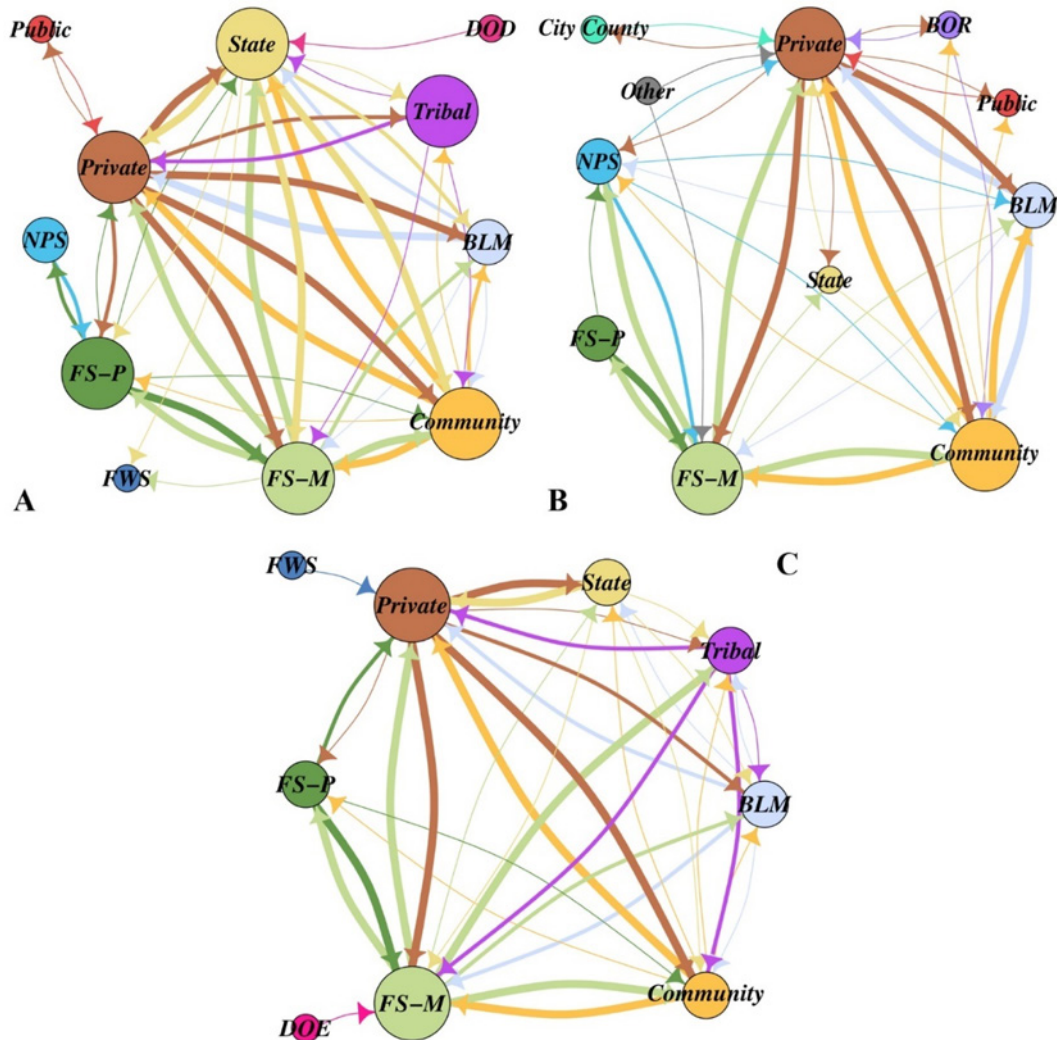 Public
State
DOD
Tribal
Private
NPS
BLM
FS-P
Community
FWS
FS-M
A
City County
Private
BOR
Other
Public
NPS
BLM
State
FS-P
Community
FS-M
B
FWS
Private
State
C
Tribal
FS-P
BLM
Community
FS-M
DOE